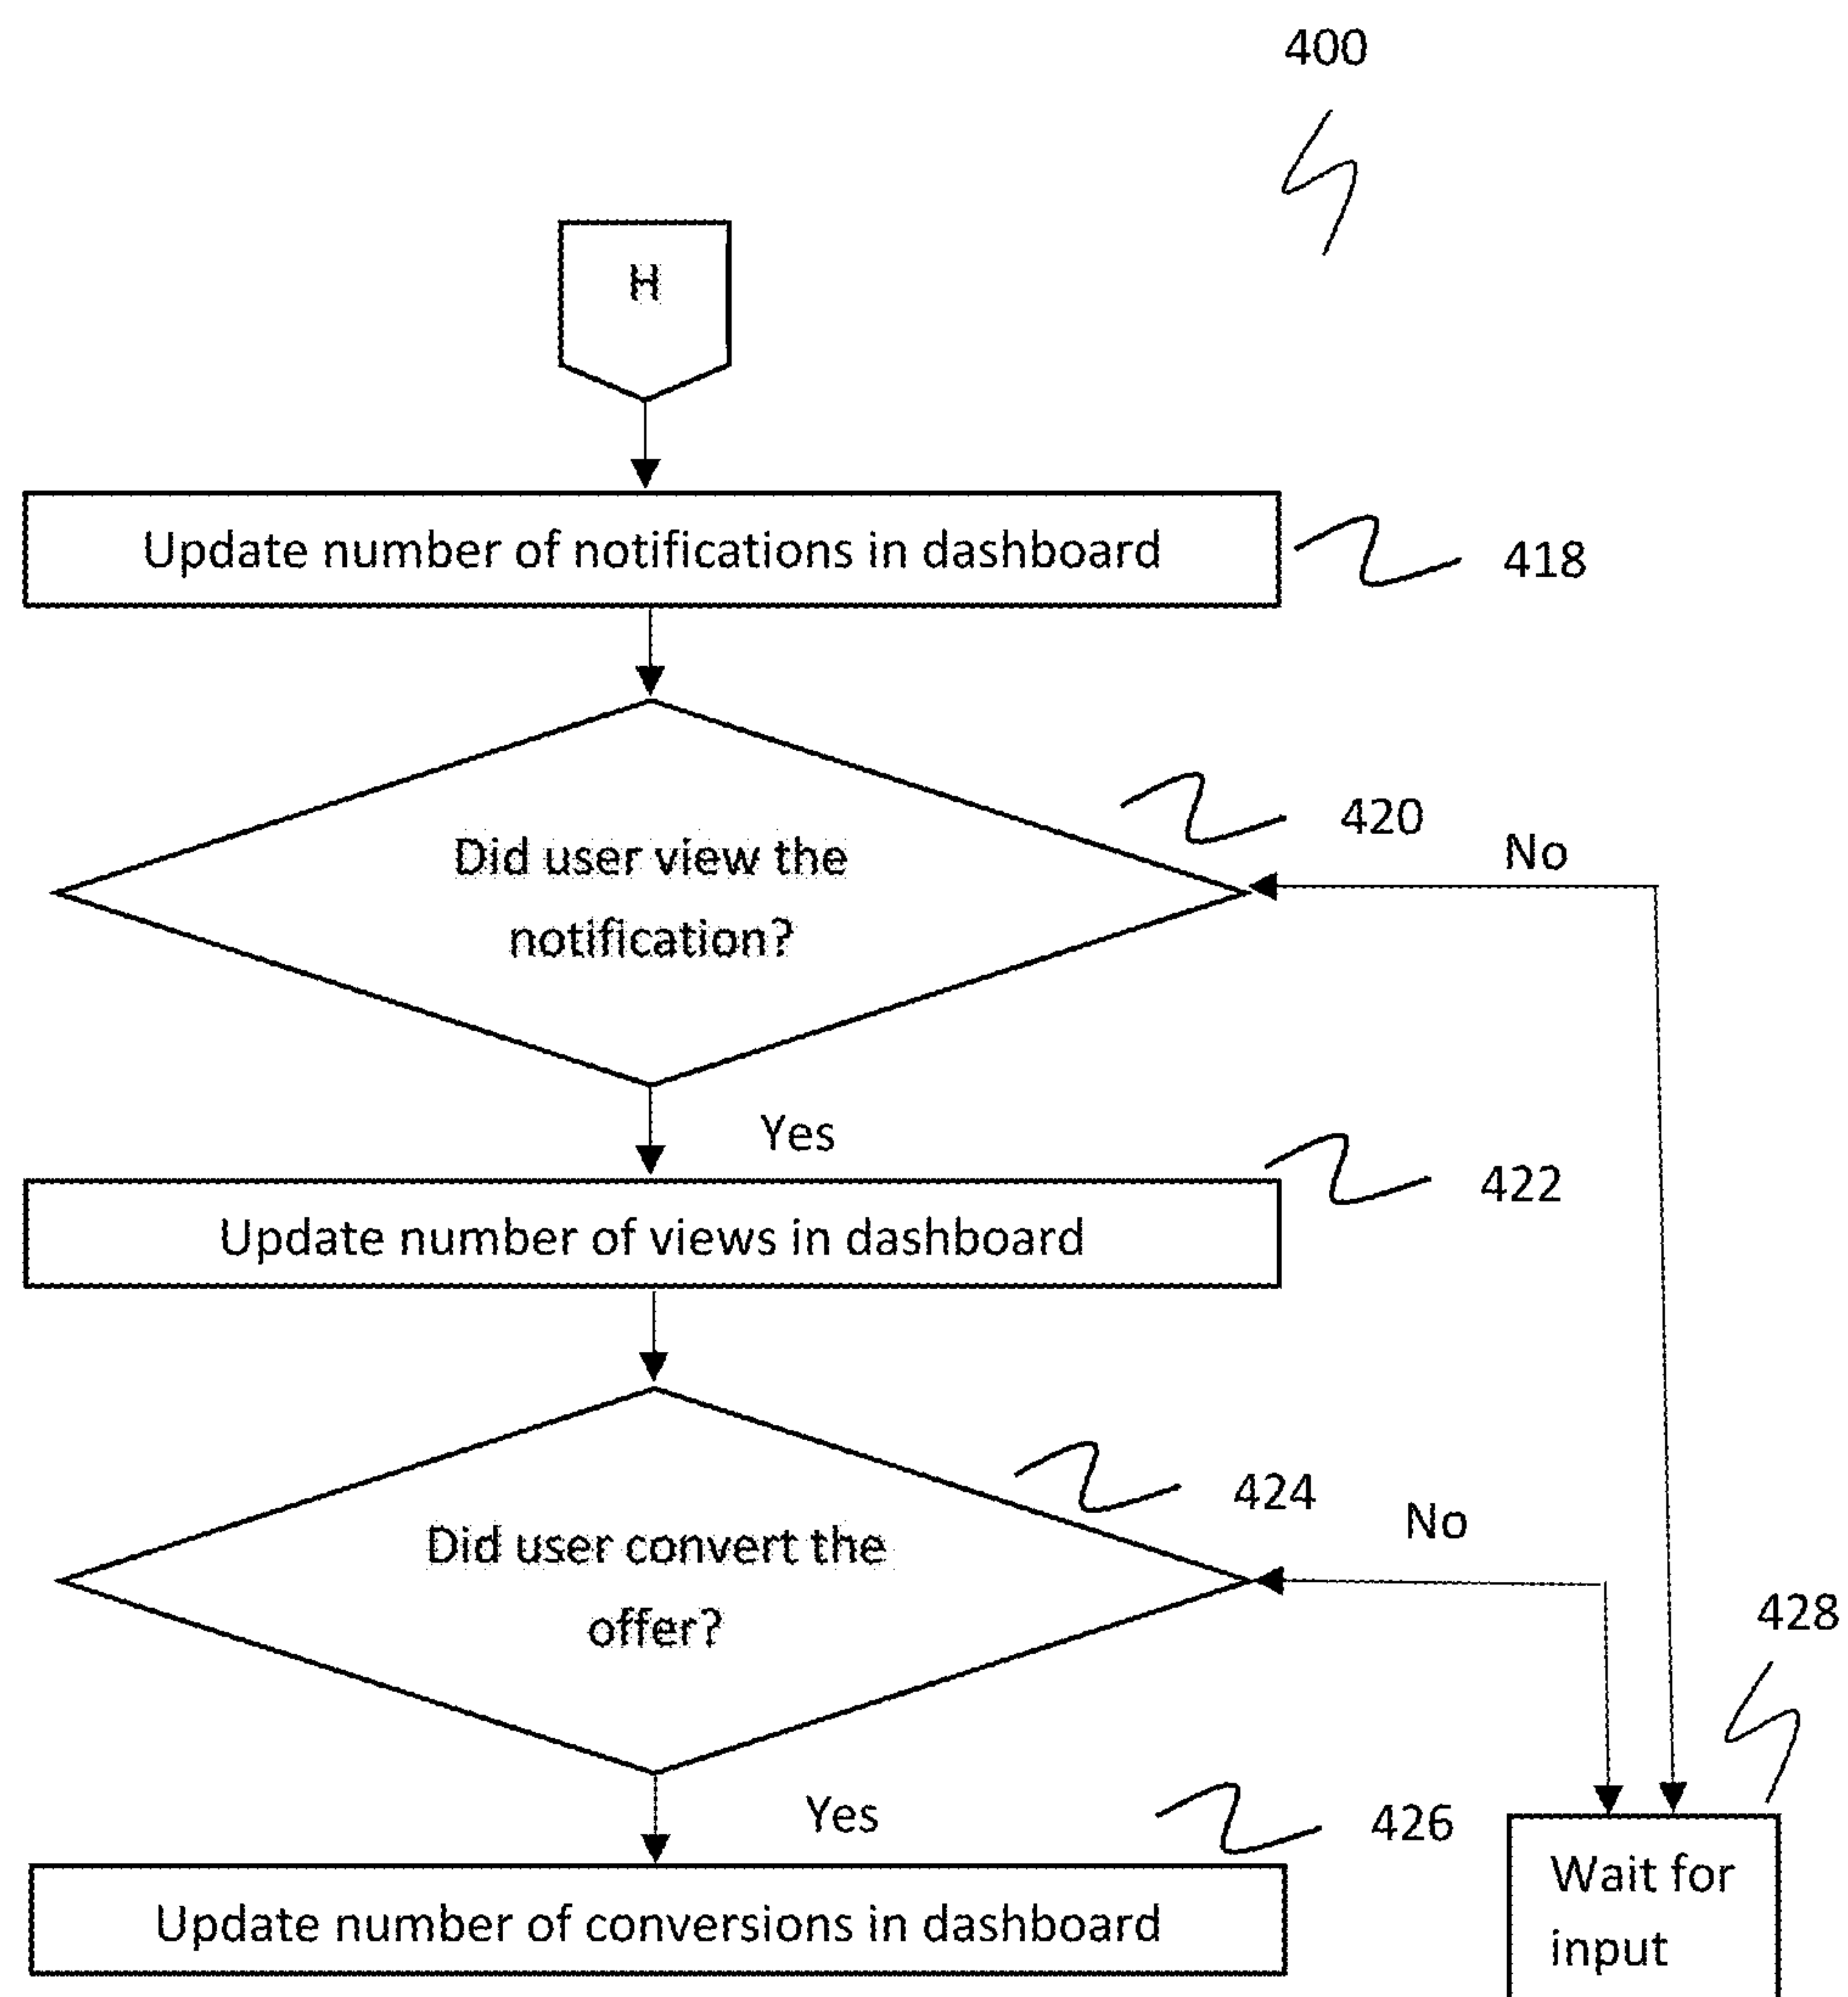 400
H
Update number of notifications in dashboard
418
420
No
Did user view the
notification?
Yes
422
Update number of views in dashboard
424
No
Did user convert the
offer?
428
Yes
426
Wait for
input
Update number of conversions in dashboard